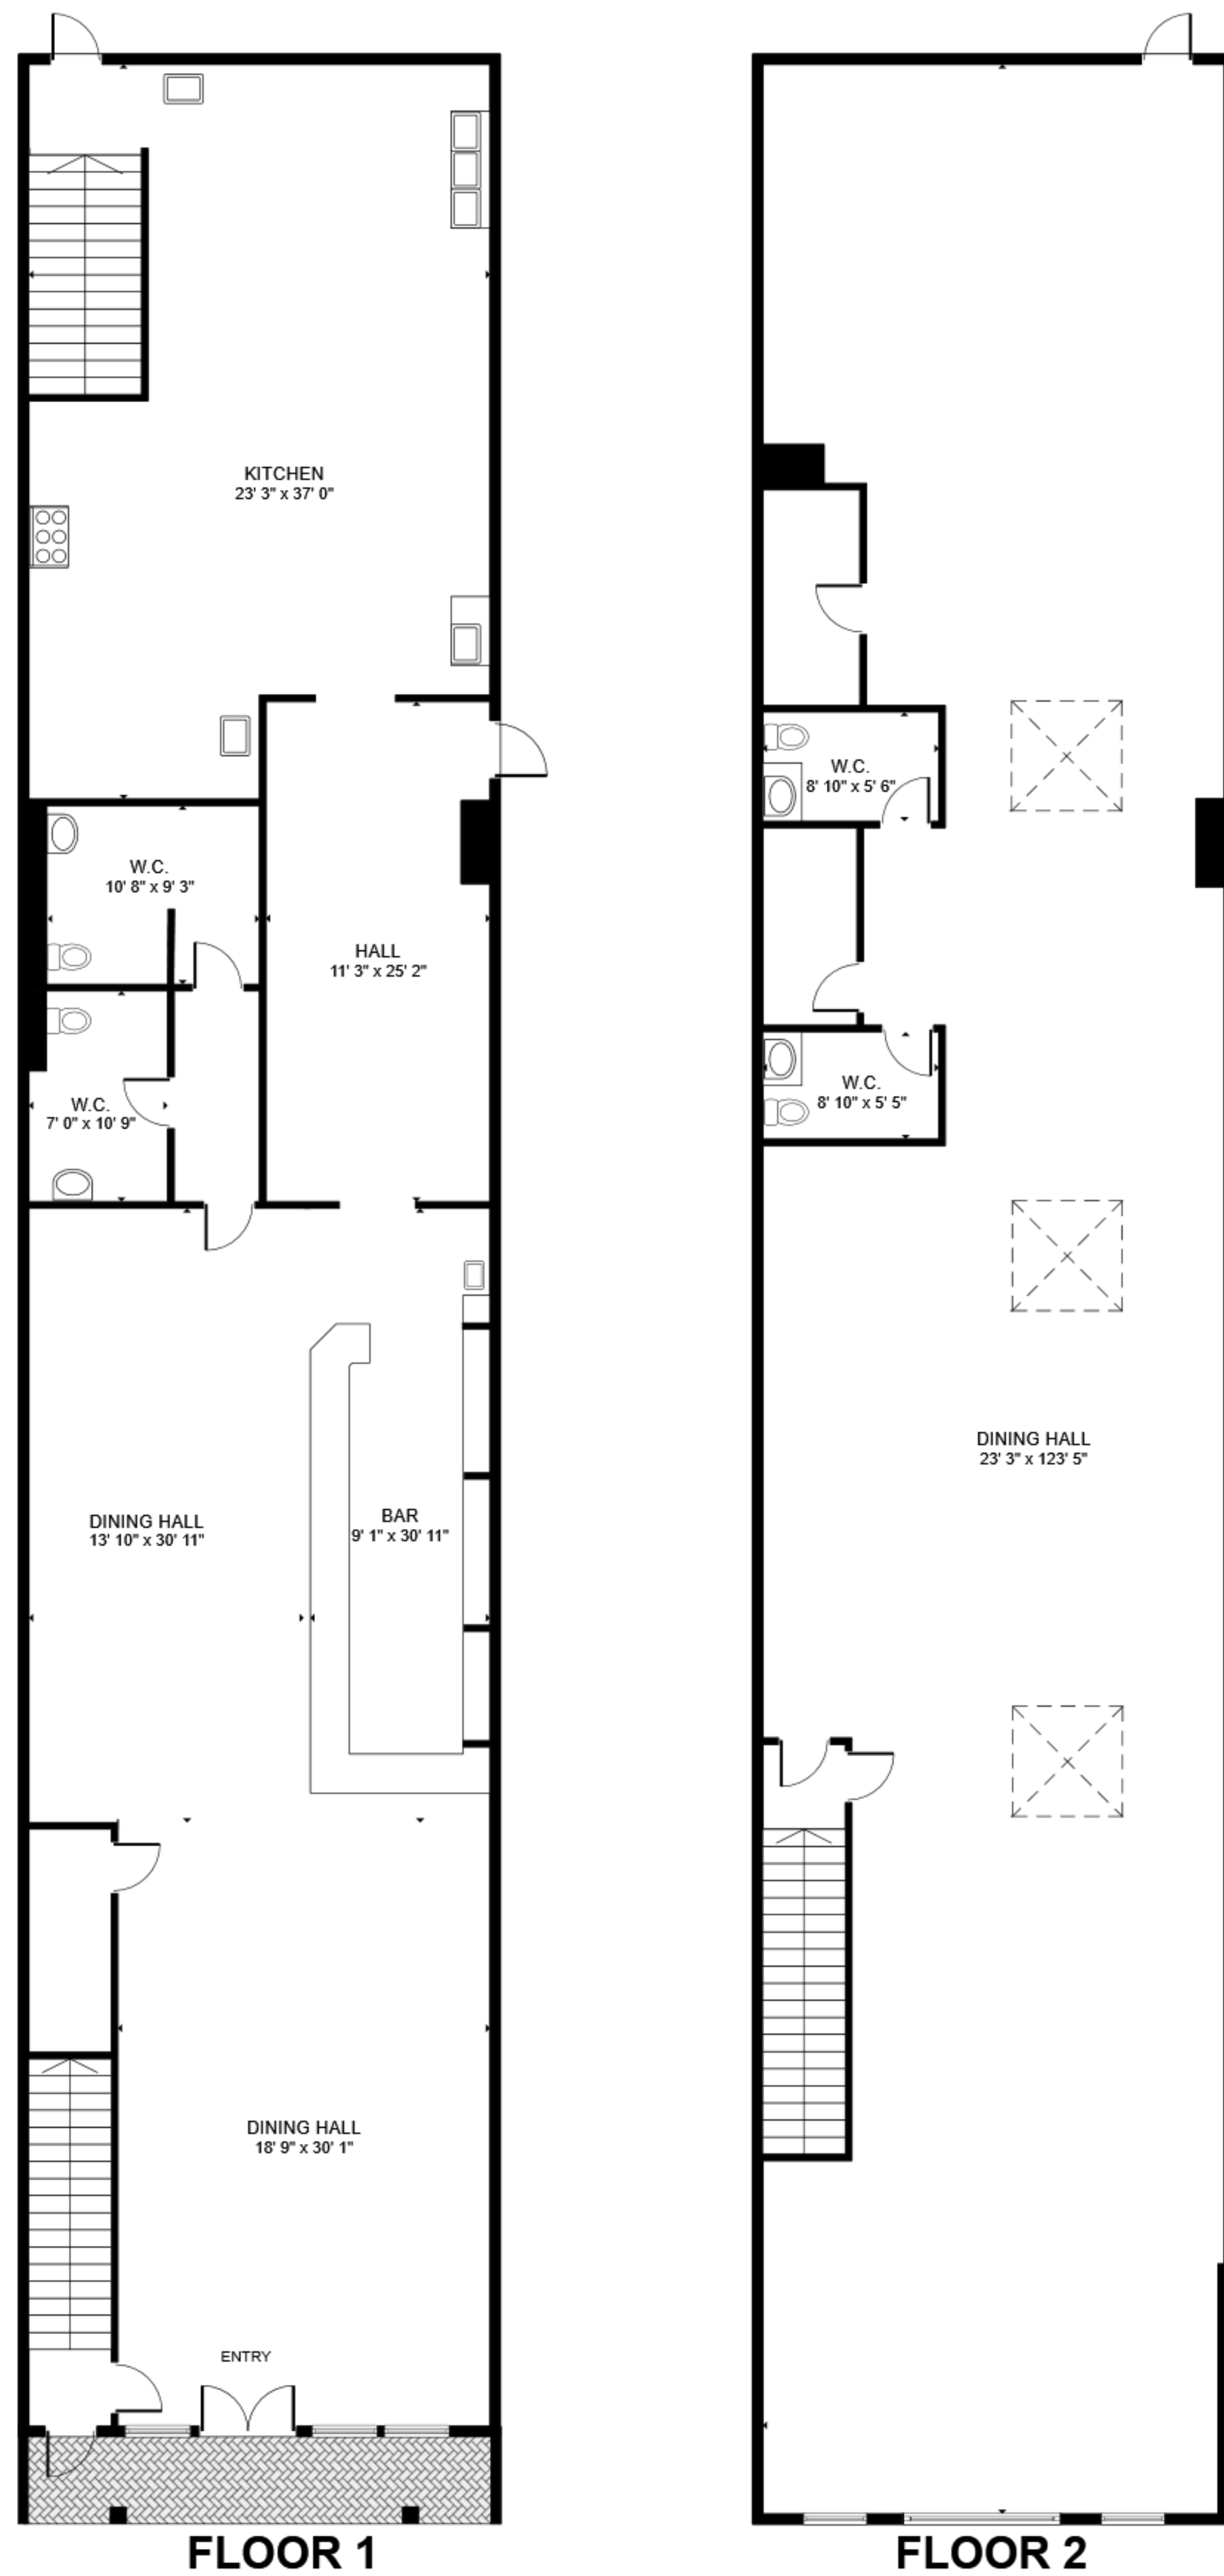 KITCHEN
23' 3" x 37' 0"
W.C.
10' 8" x 9' 3"
HALL
11' 3" x 25' 2"
W.C.
7' 0" x 10' 9"
DINING HALL
13' 10" x 30' 11"
BAR
9' 1" x 30' 11"
DINING HALL
18' 9" x 30' 1"
ENTRY
FLOOR 1
W.C.
8' 10" x 5' 6"
W.C.
8' 10" x 5' 5"
DINING HALL
23' 3" x 123' 5"
FLOOR 2